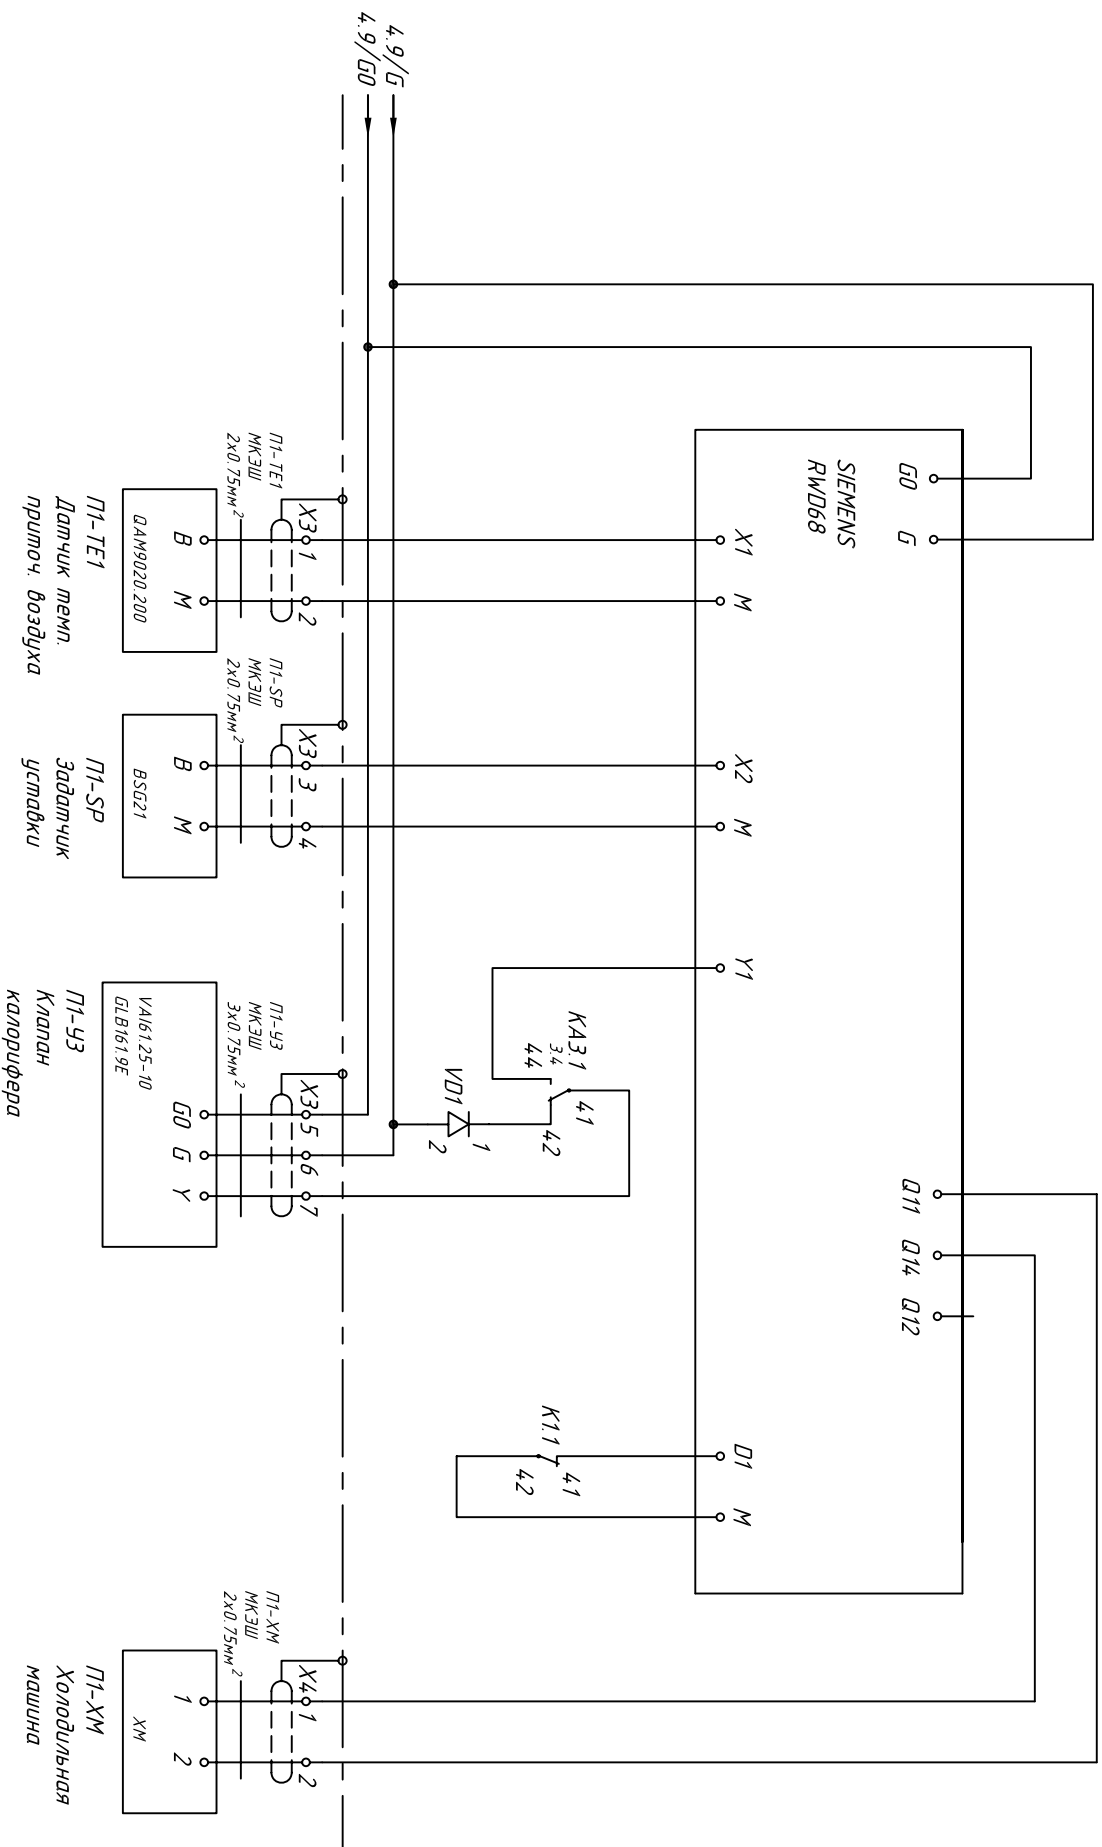 4.9/G
4.9/G0
G0
G
SIEMENS
RWD68
Q11
Q14
Q12
X1
M
X2
M
Y1
D1
M
KA3.1
3.4
44
41
42
VD1
1
2
K1.1
41
42
П1-TE1
МКЭШ
2x0.75мм²
X3
1
2
B
M
QAM9020.200
П1-TE1
Датчик темп.
приточ. воздуха
П1-SP
МКЭШ
2x0.75мм²
X3
3
4
B
M
BSG21
П1-SP
Задатчик
уставки
П1-У3
МКЭШ
3x0.75мм²
X3
5
6
7
G0
G
Y
VAI61.25-10
GLB161.9E
П1-У3
Клапан
калорифера
П1-ХМ
МКЭШ
2x0.75мм²
X4
1
2
1
2
ХМ
П1-ХМ
Холодильная
машина